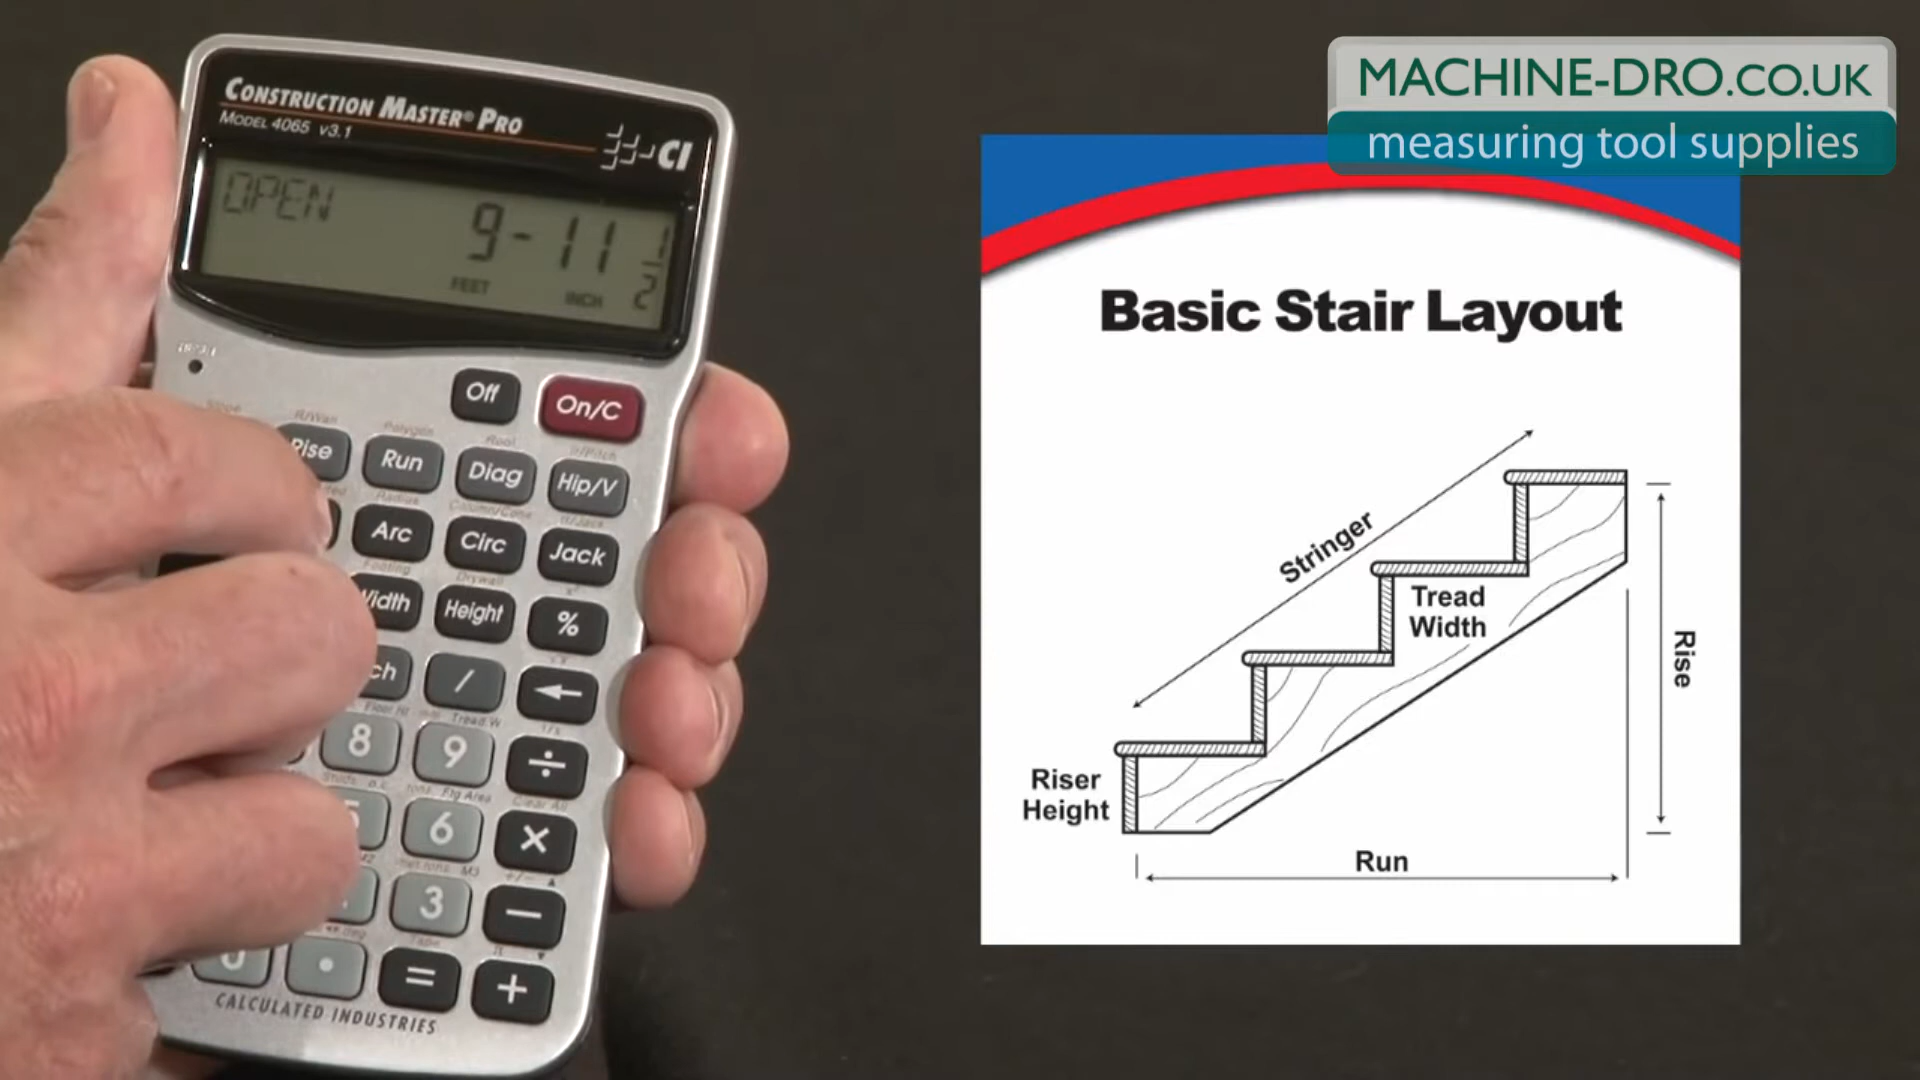 CONSTRUCTION MASTER® PRO
MODEL 4065 v3.1
CI
OPEN 9-11 1/2
FEET INCH
Off
On/C
Rise
Run
Diag
Hip/V
Arc
Circ
Jack
Width
Height
%
/
8
9
÷
6
×
3
−
.
=
+
CALCULATED INDUSTRIES
MACHINE-DRO.CO.UK
measuring tool supplies
Basic Stair Layout
Stringer
Tread
Width
Rise
Riser
Height
Run